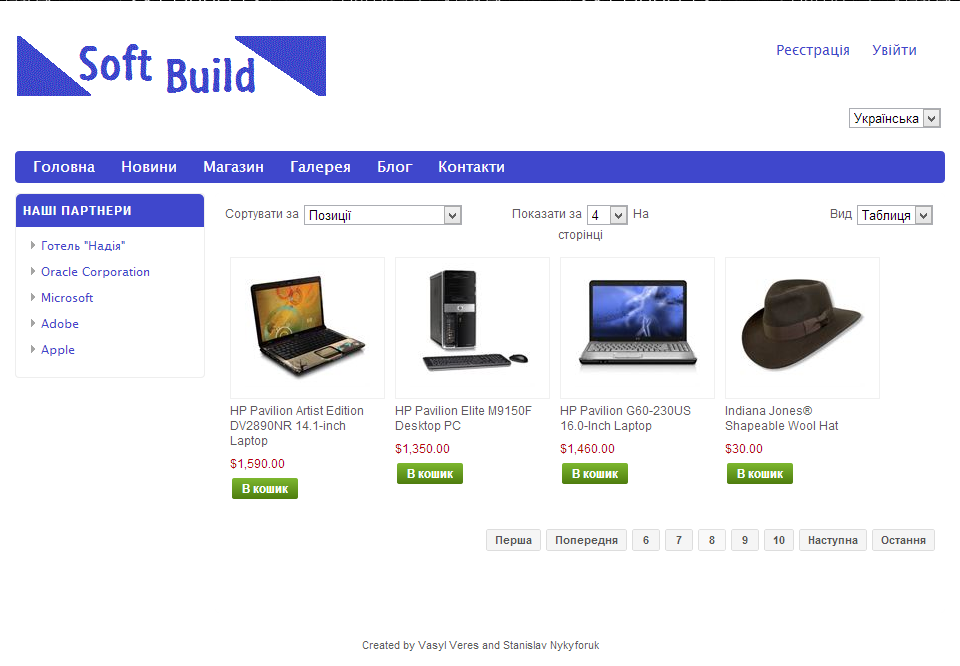 Soft Build
Реєстрація Увійти
Українська
Головна Новини Магазин Галерея Блог Контакти
НАШІ ПАРТНЕРИ
Готель "Надія"
Oracle Corporation
Microsoft
Adobe
Apple
Сортувати за Позиції Показати за 4 На
сторінці
Вид Таблиця
HP Pavilion Artist Edition
DV2890NR 14.1-inch
Laptop
$1,590.00
В кошик
HP Pavilion Elite M9150F
Desktop PC
$1,350.00
В кошик
HP Pavilion G60-230US
16.0-Inch Laptop
$1,460.00
В кошик
Indiana Jones®
Shapeable Wool Hat
$30.00
В кошик
Перша Попередня 6 7 8 9 10 Наступна Остання
Created by Vasyl Veres and Stanislav Nykyforuk